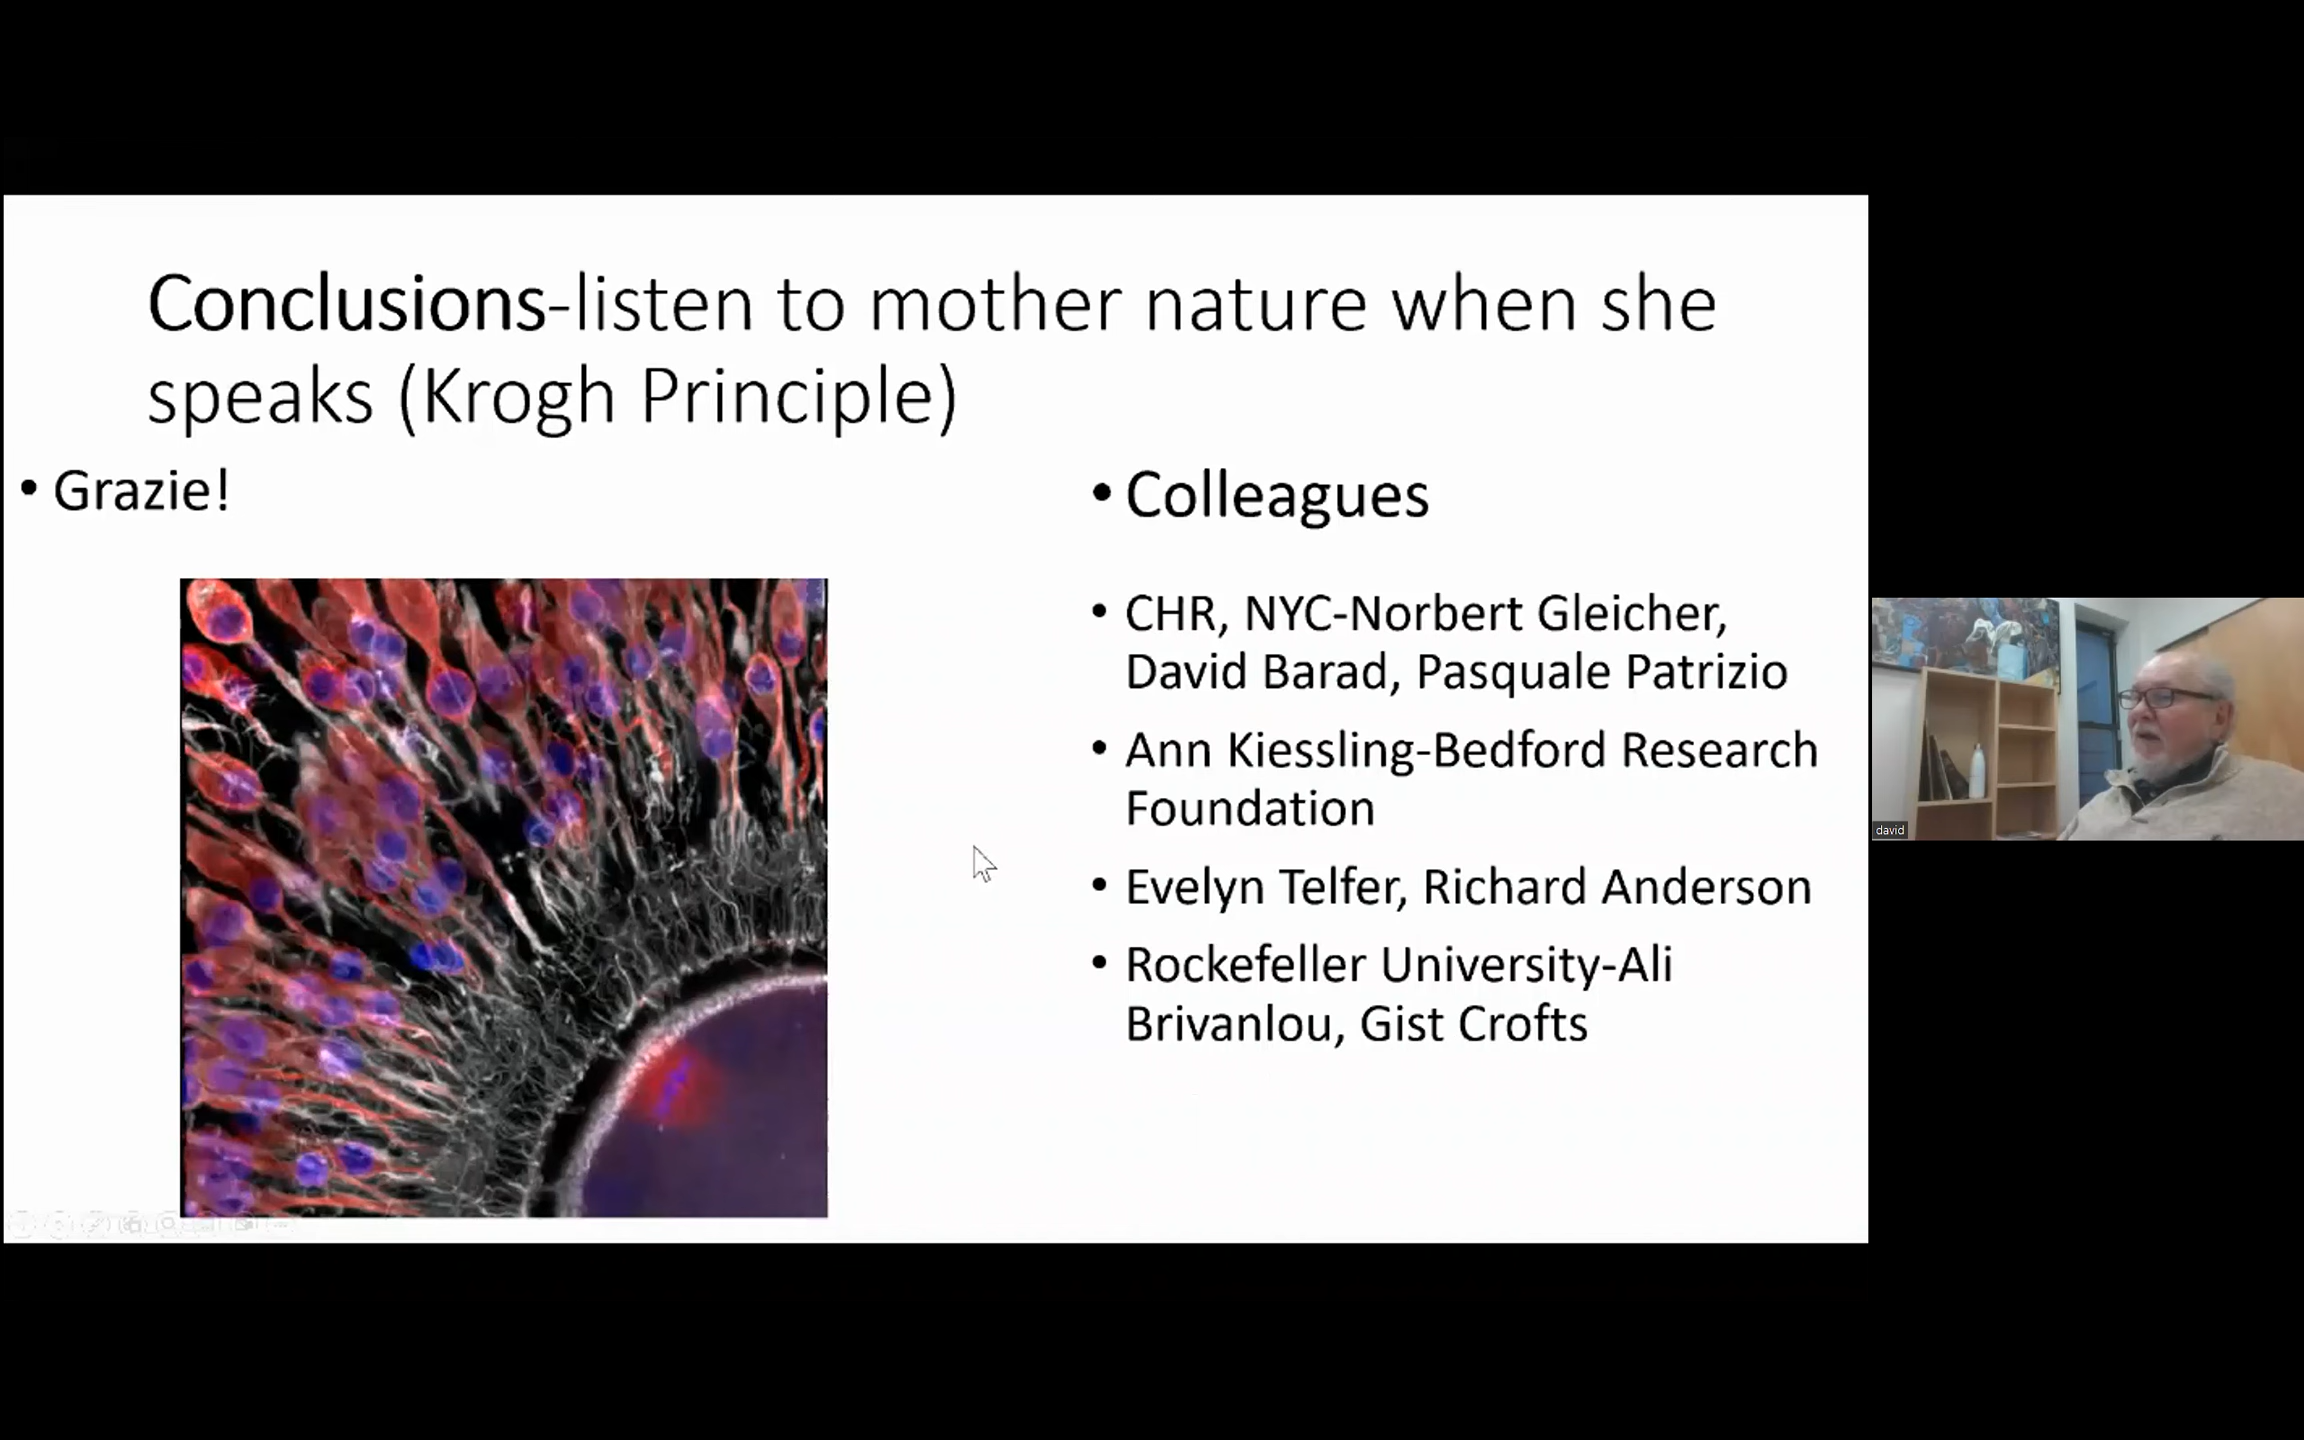 Conclusions-listen to mother nature when she
speaks (Krogh Principle)
• Grazie!
• Colleagues
• CHR, NYC-Norbert Gleicher,
David Barad, Pasquale Patrizio
• Ann Kiessling-Bedford Research
Foundation
• Evelyn Telfer, Richard Anderson
• Rockefeller University-Ali
Brivanlou, Gist Crofts
david